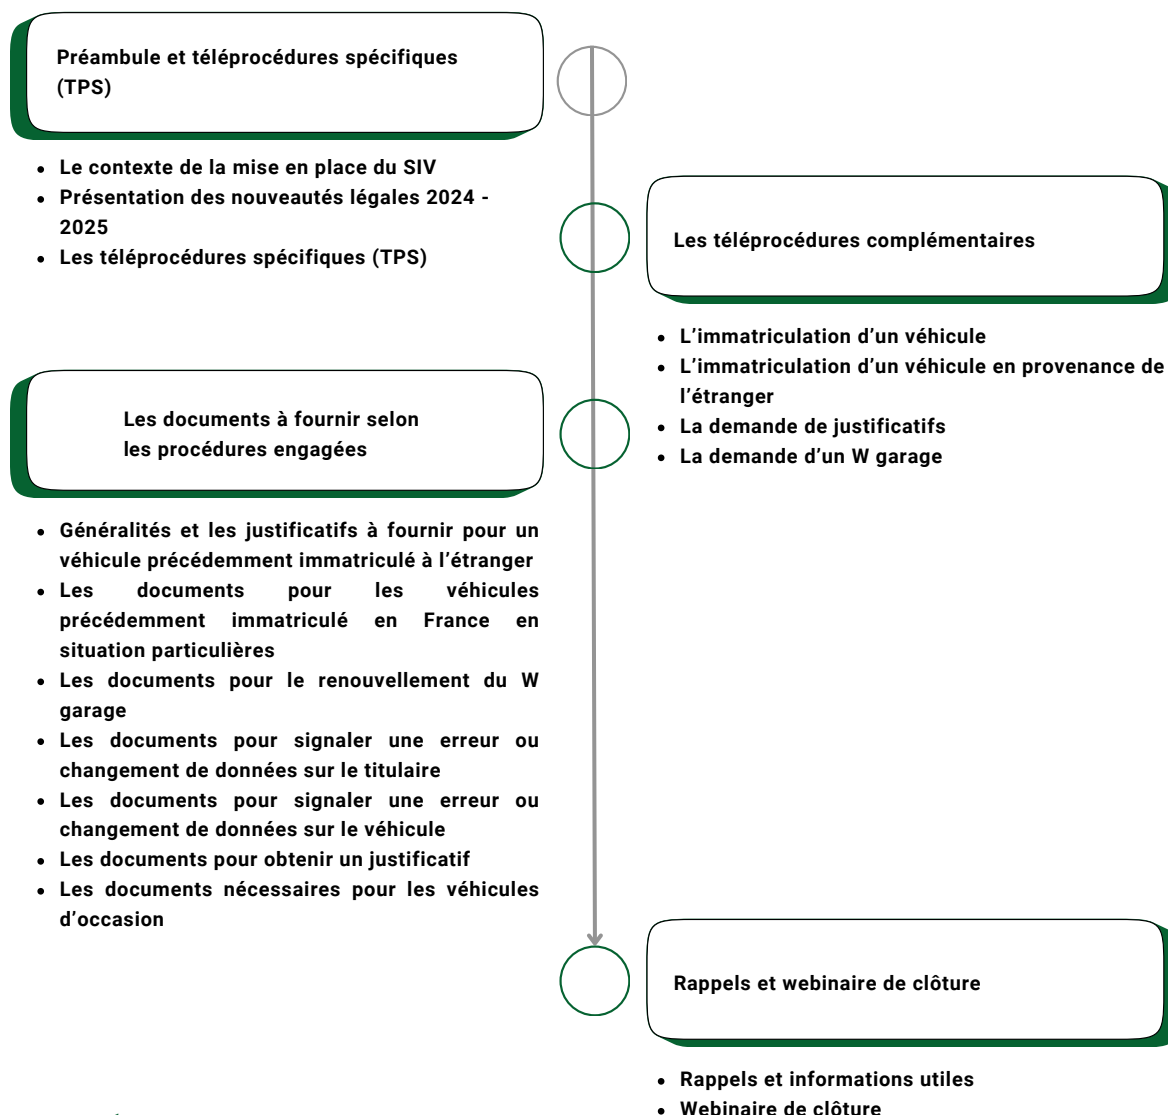 Préambule et téléprocédures spécifiques
(TPS)
• Le contexte de la mise en place du SIV
• Présentation des nouveautés légales 2024 -
2025
• Les téléprocédures spécifiques (TPS)
Les téléprocédures complémentaires
• L’immatriculation d’un véhicule
• L’immatriculation d’un véhicule en provenance de
l’étranger
• La demande de justificatifs
• La demande d’un W garage
Les documents à fournir selon
les procédures engagées
• Généralités et les justificatifs à fournir pour un
véhicule précédemment immatriculé à l’étranger
• Les documents pour les véhicules
précédemment immatriculé en France en
situation particulières
• Les documents pour le renouvellement du W
garage
• Les documents pour signaler une erreur ou
changement de données sur le titulaire
• Les documents pour signaler une erreur ou
changement de données sur le véhicule
• Les documents pour obtenir un justificatif
• Les documents nécessaires pour les véhicules
d’occasion
Rappels et webinaire de clôture
• Rappels et informations utiles
• Webinaire de clôture